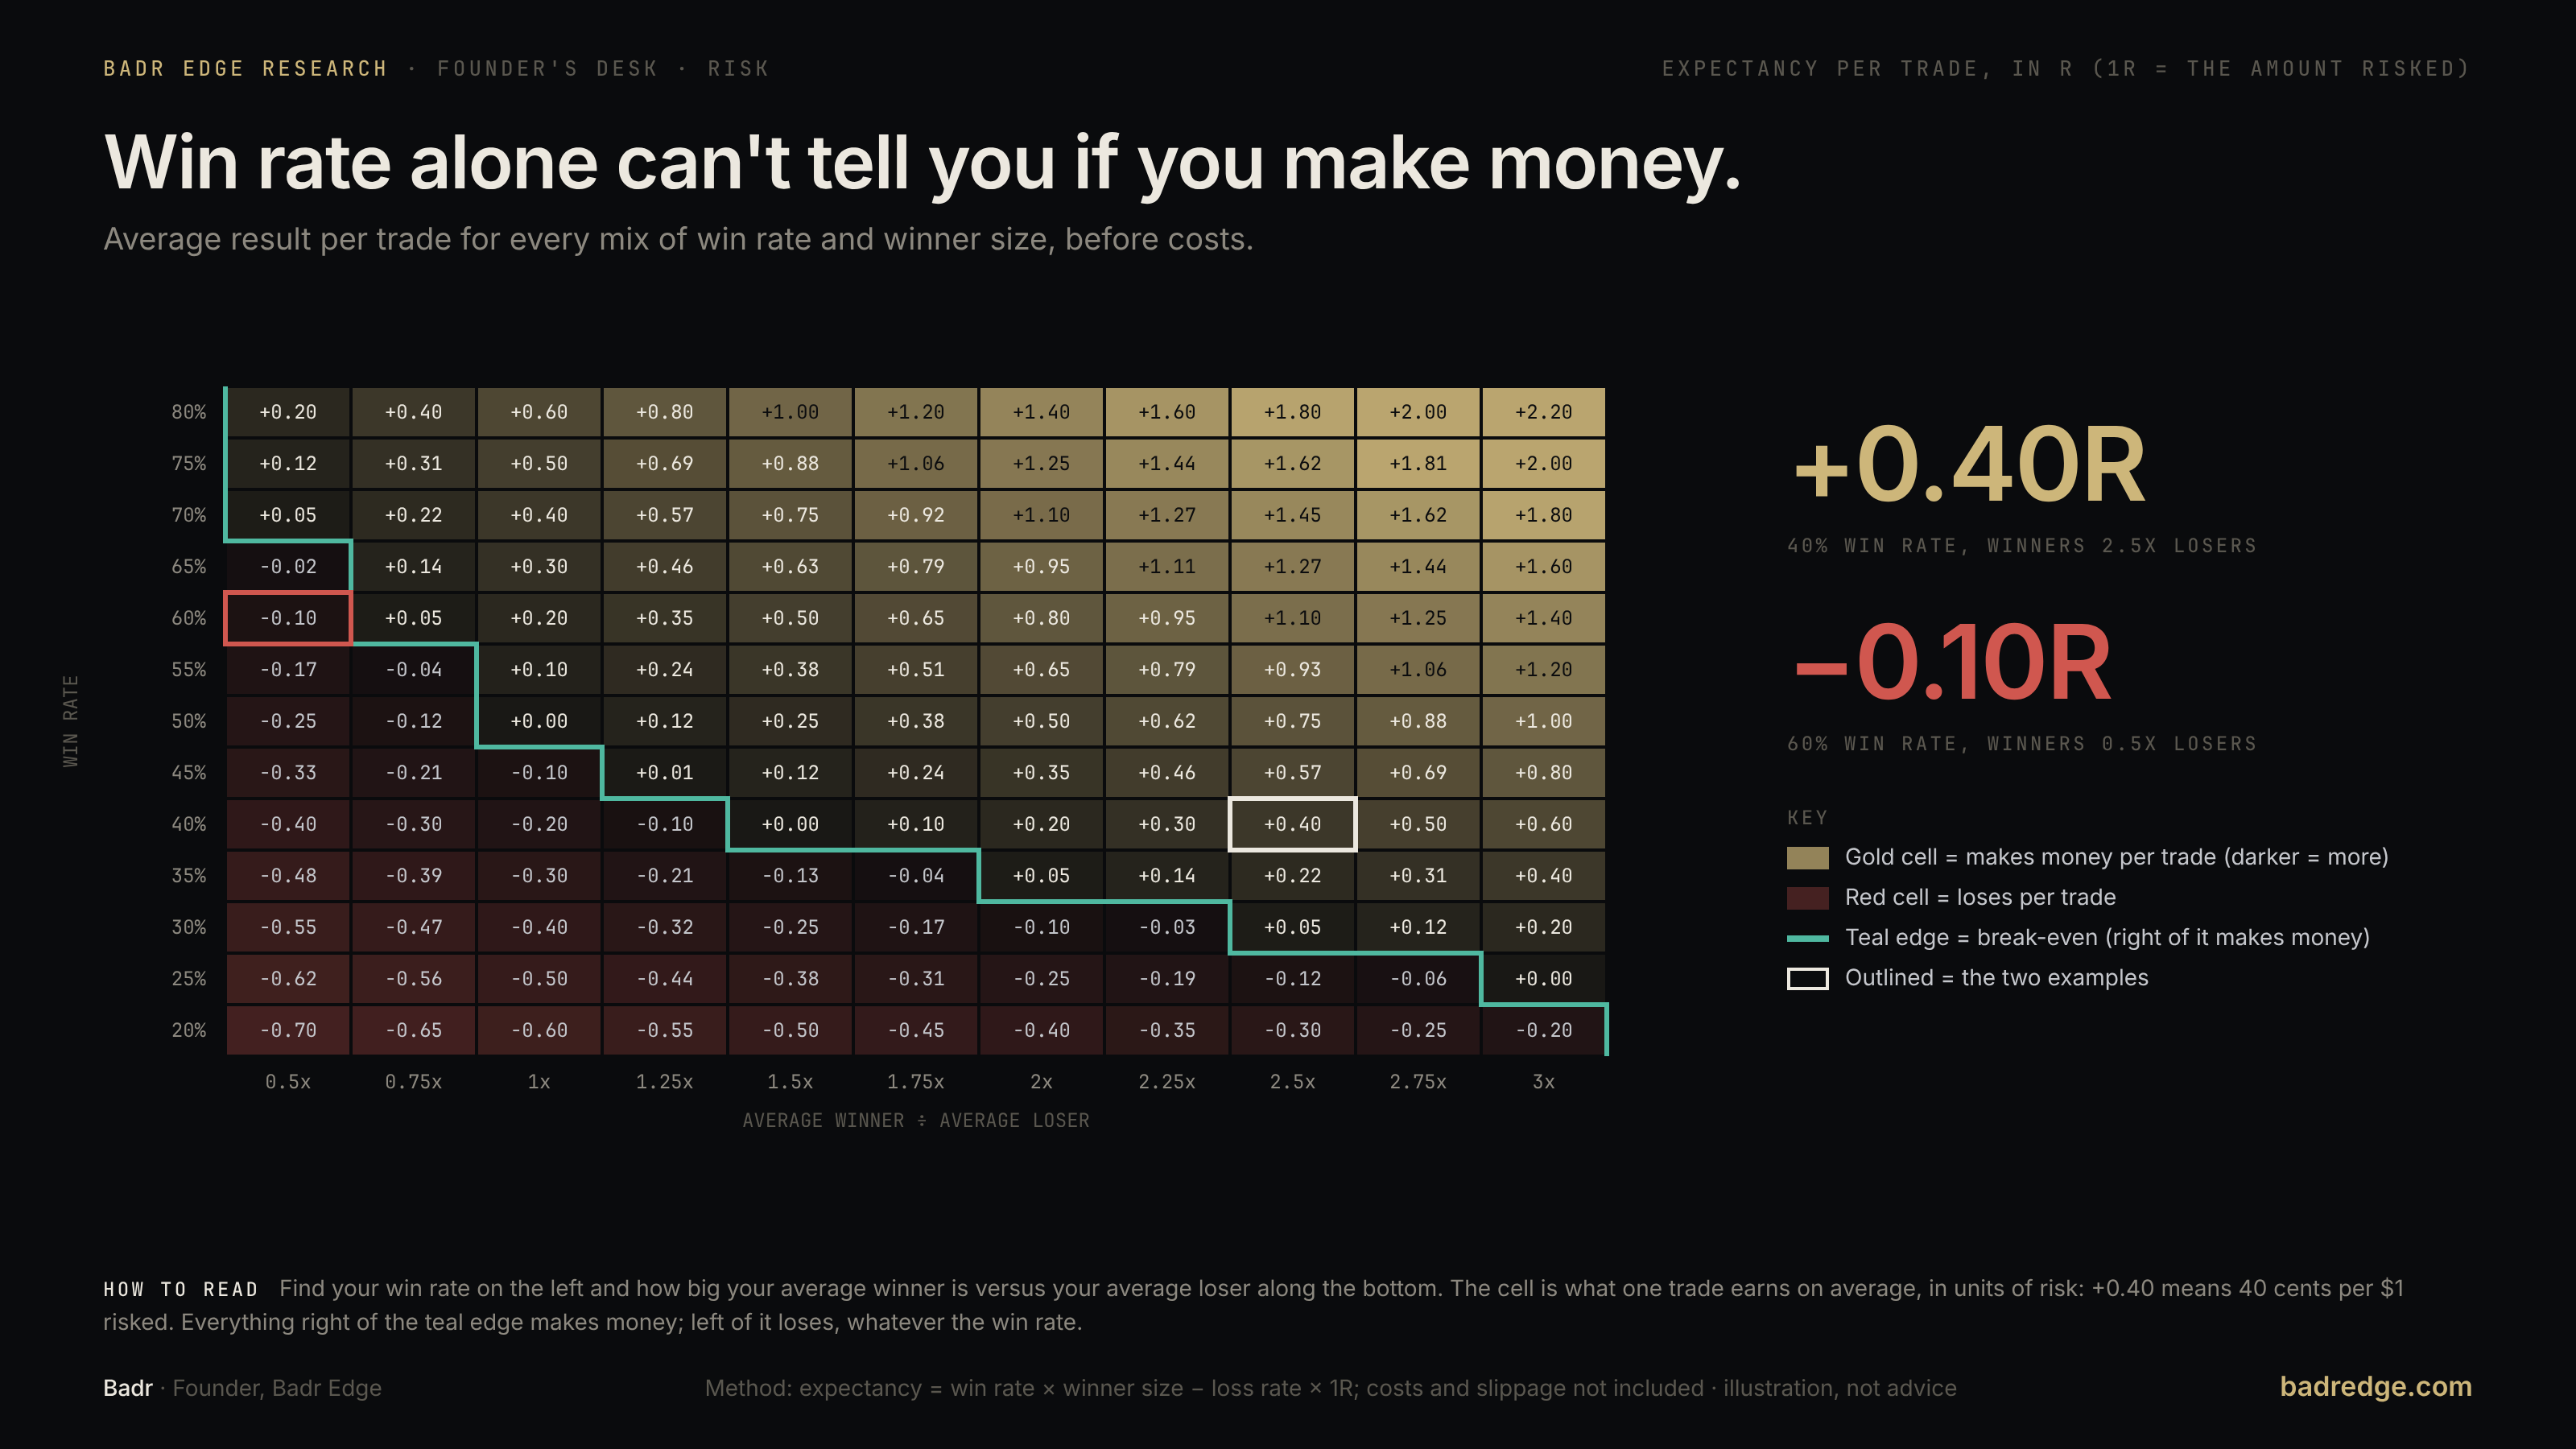 BADR EDGE RESEARCH · FOUNDER'S DESK · RISK
EXPECTANCY PER TRADE, IN R (1R = THE AMOUNT RISKED)
Win rate alone can't tell you if you make money.
Average result per trade for every mix of win rate and winner size, before costs.
WIN RATE
80% +0.20 +0.40 +0.60 +0.80 +1.00 +1.20 +1.40 +1.60 +1.80 +2.00 +2.20
75% +0.12 +0.31 +0.50 +0.69 +0.88 +1.06 +1.25 +1.44 +1.62 +1.81 +2.00
70% +0.05 +0.22 +0.40 +0.57 +0.75 +0.92 +1.10 +1.27 +1.45 +1.62 +1.80
65% -0.02 +0.14 +0.30 +0.46 +0.63 +0.79 +0.95 +1.11 +1.27 +1.44 +1.60
60% -0.10 +0.05 +0.20 +0.35 +0.50 +0.65 +0.80 +0.95 +1.10 +1.25 +1.40
55% -0.17 -0.04 +0.10 +0.24 +0.38 +0.51 +0.65 +0.79 +0.93 +1.06 +1.20
50% -0.25 -0.12 +0.00 +0.12 +0.25 +0.38 +0.50 +0.62 +0.75 +0.88 +1.00
45% -0.33 -0.21 -0.10 +0.01 +0.12 +0.24 +0.35 +0.46 +0.57 +0.69 +0.80
40% -0.40 -0.30 -0.20 -0.10 +0.00 +0.10 +0.20 +0.30 +0.40 +0.50 +0.60
35% -0.48 -0.39 -0.30 -0.21 -0.13 -0.04 +0.05 +0.14 +0.22 +0.31 +0.40
30% -0.55 -0.47 -0.40 -0.32 -0.25 -0.17 -0.10 -0.03 +0.05 +0.12 +0.20
25% -0.62 -0.56 -0.50 -0.44 -0.38 -0.31 -0.25 -0.19 -0.12 -0.06 +0.00
20% -0.70 -0.65 -0.60 -0.55 -0.50 -0.45 -0.40 -0.35 -0.30 -0.25 -0.20
0.5x 0.75x 1x 1.25x 1.5x 1.75x 2x 2.25x 2.5x 2.75x 3x
AVERAGE WINNER ÷ AVERAGE LOSER
+0.40R
40% WIN RATE, WINNERS 2.5X LOSERS
−0.10R
60% WIN RATE, WINNERS 0.5X LOSERS
KEY
Gold cell = makes money per trade (darker = more)
Red cell = loses per trade
Teal edge = break-even (right of it makes money)
Outlined = the two examples
HOW TO READ Find your win rate on the left and how big your average winner is versus your average loser along the bottom. The cell is what one trade earns on average, in units of risk: +0.40 means 40 cents per $1
risked. Everything right of the teal edge makes money; left of it loses, whatever the win rate.
Badr · Founder, Badr Edge
Method: expectancy = win rate × winner size − loss rate × 1R; costs and slippage not included · illustration, not advice
badredge.com